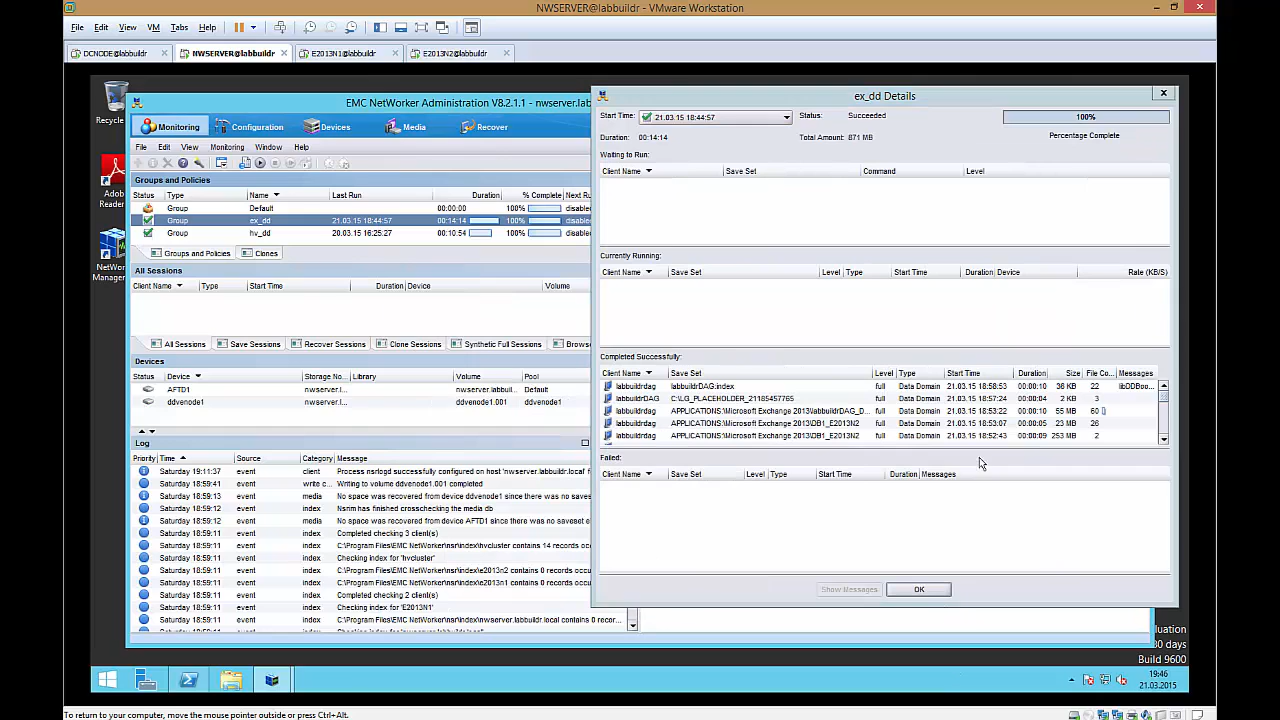 NWSERVER@labbuildr - VMware Workstation
File Edit View VM Tabs Help
DCNODE@labbuildr NWSERVER@labbuildr E2013N1@labbuildr E2013N2@labbuildr
Recycle
Adob
Reader
NetWor
Manager
EMC NetWorker Administration V8.2.1.1 - nwserver.lab
Monitoring Configuration Devices Media Recover
File Edit View Monitoring Window Help
Groups and Policies
Status Type Name Last Run Duration % Complete Next Ru
Group Default 00:00:00 100% disable
Group ex_dd 21.03.15 18:44:57 00:14:14 100% disable
Group hv_dd 20.03.15 16:25:27 00:10:54 100% disable
Groups and Policies Clones
All Sessions
Client Name Type Start Time Duration Device Volume
All Sessions Save Sessions Recover Sessions Clone Sessions Synthetic Full Sessions Brows
Devices
Status Device Storage No... Library Volume Pool
AFTD1 nwserver.l... nwserver.labbuil... Default
ddvenode1 nwserver.l... ddvenode1.001 ddvenode
Log
Priority Time Source Category Message
Saturday 19:11:37 event client Process nsrlogd successfully configured on host 'nwserver.labbuildr.local' f
Saturday 18:59:41 event write c... Writing to volume ddvenode1.001 completed
Saturday 18:59:13 event media No space was recovered from device ddvenode1 since there was no saves
Saturday 18:59:12 event index Nsrim has finished crosschecking the media db
Saturday 18:59:12 event media No space was recovered from device AFTD1 since there was no saveset e
Saturday 18:59:11 event index Completed checking 3 client(s)
Saturday 18:59:11 event index C:\Program Files\EMC NetWorker\nsr\index\hvcluster contains 14 records oc
Saturday 18:59:11 event index Checking index for 'hvcluster'
Saturday 18:59:11 event index C:\Program Files\EMC NetWorker\nsr\index\e2013n2 contains 0 records occu
Saturday 18:59:11 event index C:\Program Files\EMC NetWorker\nsr\index\e2013n1 contains 0 records occu
Saturday 18:59:11 event index Completed checking 2 client(s)
Saturday 18:59:11 event index Checking index for 'E2013N1'
Saturday 18:59:11 event index C:\Program Files\EMC NetWorker\nsr\index\nwserver.labbuildr.local contains 0 recor...
ex_dd Details
Start Time: 21.03.15 18:44:57 Status: Succeeded 100%
Duration: 00:14:14 Total Amount: 871 MB Percentage Complete
Waiting to Run:
Client Name Save Set Command Level
Currently Running:
Client Name Save Set Level Type Start Time Duration Device Rate (KB/S)
Completed Successfully:
Client Name Save Set Level Type Start Time Duration Size File Co... Messages
labbuildrdag labbuildrDAG:index full Data Domain 21.03.15 18:58:53 00:00:10 38 KB 22 libDDBoo...
labbuildrDAG C:\LG_PLACEHOLDER_21185457765 full Data Domain 21.03.15 18:57:24 00:00:04 2 KB 3
labbuildrdag APPLICATIONS:\Microsoft Exchange 2013\labbuildrDAG_D... full Data Domain 21.03.15 18:53:22 00:00:10 55 MB 60
labbuildrdag APPLICATIONS:\Microsoft Exchange 2013\DB1_E2013N2 full Data Domain 21.03.15 18:53:07 00:00:05 23 MB 26
labbuildrdag APPLICATIONS:\Microsoft Exchange 2013\DB1_E2013N2 full Data Domain 21.03.15 18:52:43 00:00:09 253 MB 2
Failed:
Client Name Save Set Level Type Start Time Duration Messages
Show Messages OK
luation
00 days
Build 9600
19:46
21.03.2015
To return to your computer, move the mouse pointer outside or press Ctrl+Alt.